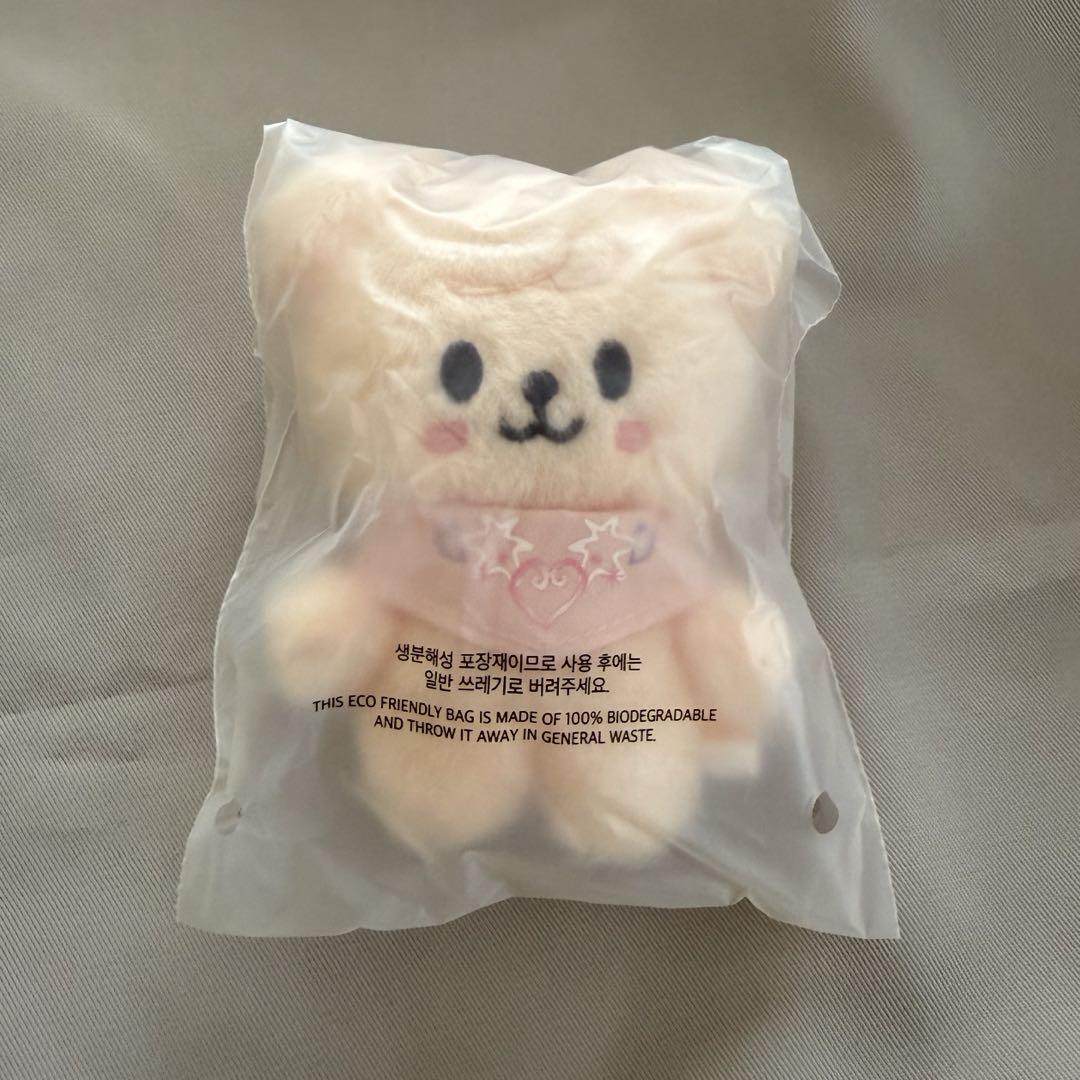 생분해성 포장재이므로 사용 후에는
일반 쓰레기로 버려주세요.
THIS ECO FRIENDLY BAG IS MADE OF 100% BIODEGRADABLE
AND THROW IT AWAY IN GENERAL WASTE.